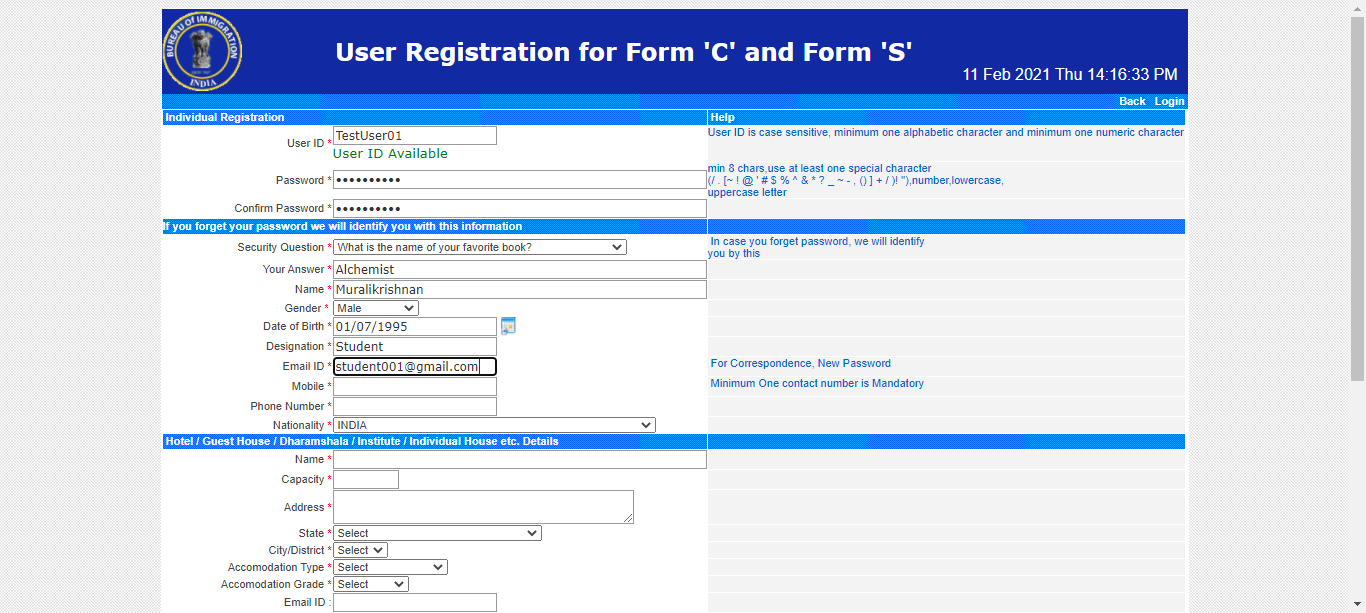 BUREAU OF IMMIGRATION
INDIA
User Registration for Form 'C' and Form 'S'
11 Feb 2021 Thu 14:16:33 PM
Back Login
Individual Registration Help
User ID * TestUser01 User ID is case sensitive, minimum one alphabetic character and minimum one numeric character
User ID Available
min 8 chars,use at least one special character
Password * •••••••••• (/ . [~ ! @ ' # $ % ^ & * ? _ ~ - , () ] + / )! "),number,lowercase,
uppercase letter
Confirm Password * ••••••••••
If you forget your password we will identify you with this information
Security Question * What is the name of your favorite book? In case you forget password, we will identify
you by this
Your Answer * Alchemist
Name * Muralikrishnan
Gender * Male
Date of Birth * 01/07/1995
Designation * Student
Email ID * student001@gmail.com For Correspondence, New Password
Mobile * Minimum One contact number is Mandatory
Phone Number *
Nationality * INDIA
Hotel / Guest House / Dharamshala / Institute / Individual House etc. Details
Name *
Capacity *
Address *
State * Select
City/District * Select
Accomodation Type * Select
Accomodation Grade * Select
Email ID :